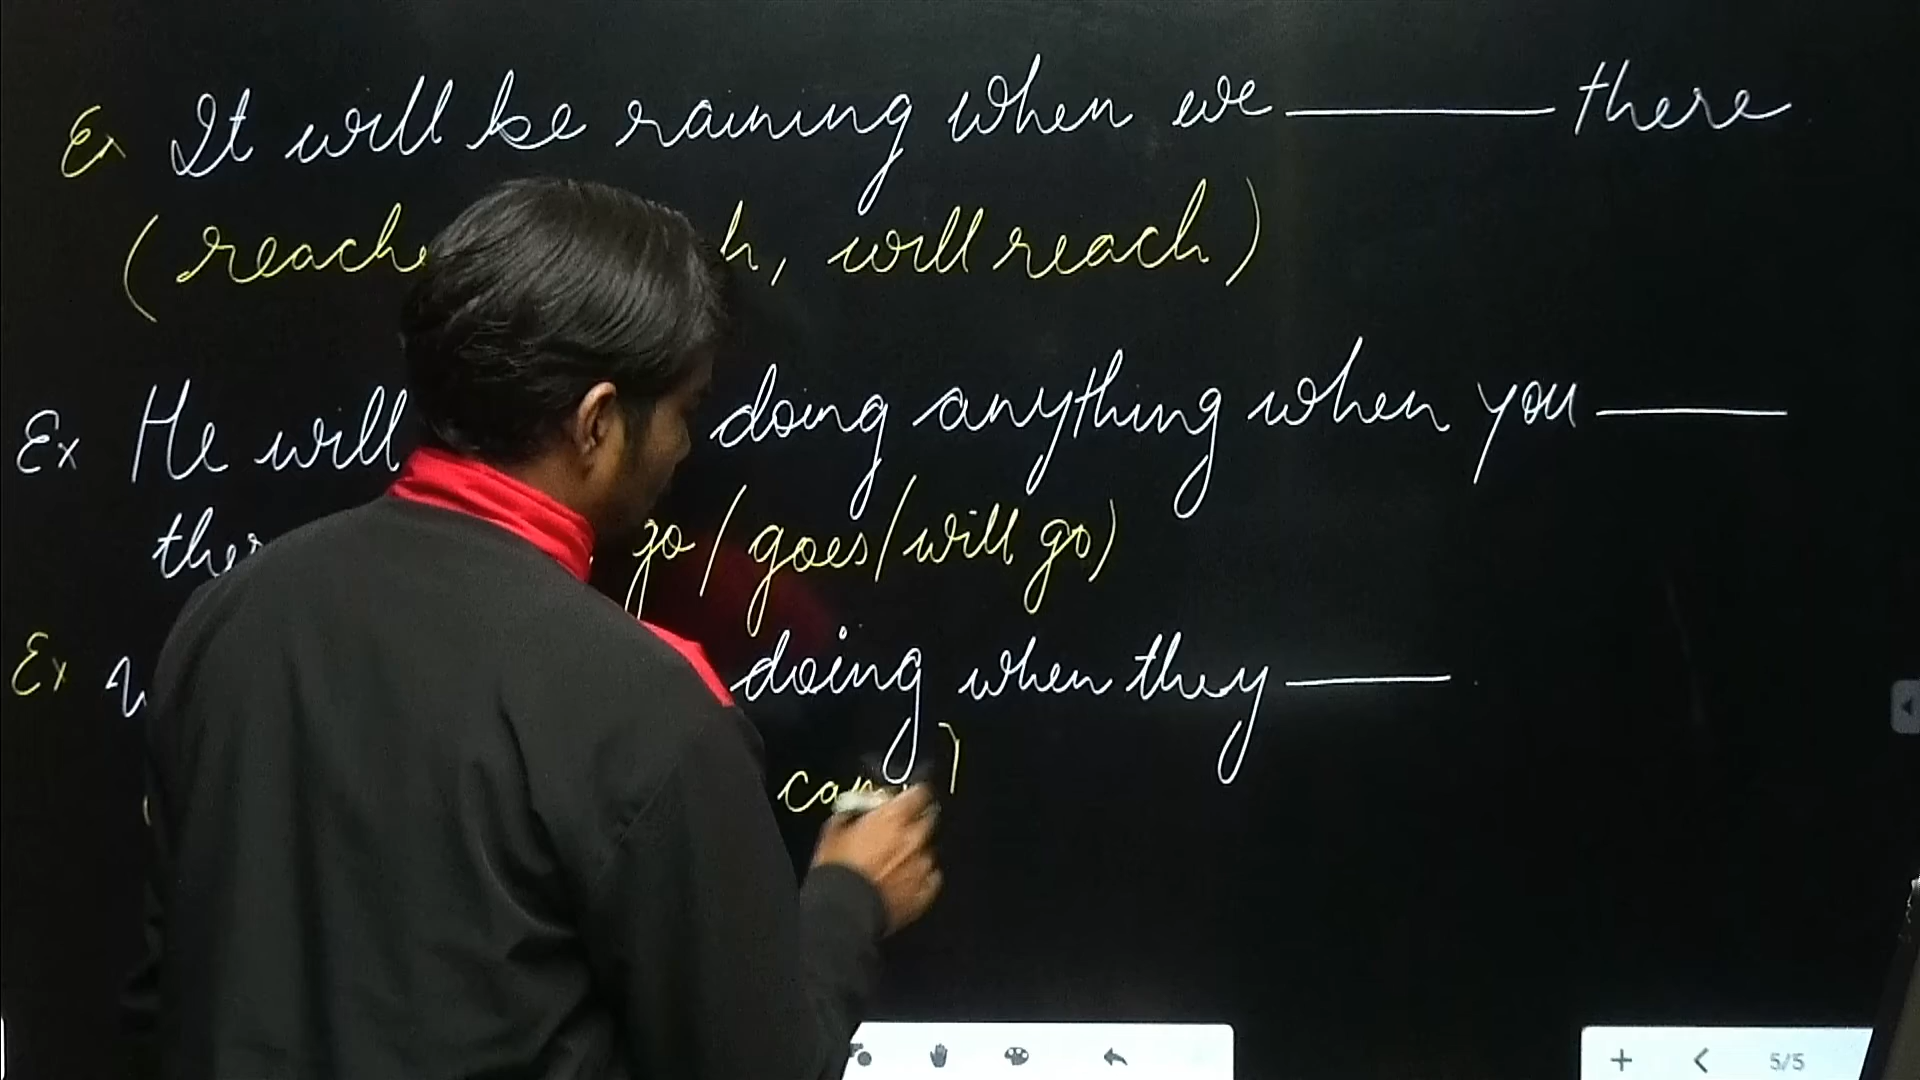 Ex It will be raining when we ______ there
( reache h, will reach )
Ex He will doing anything when you ______
go / goes / will go )
Ex doing when they ______
5/5